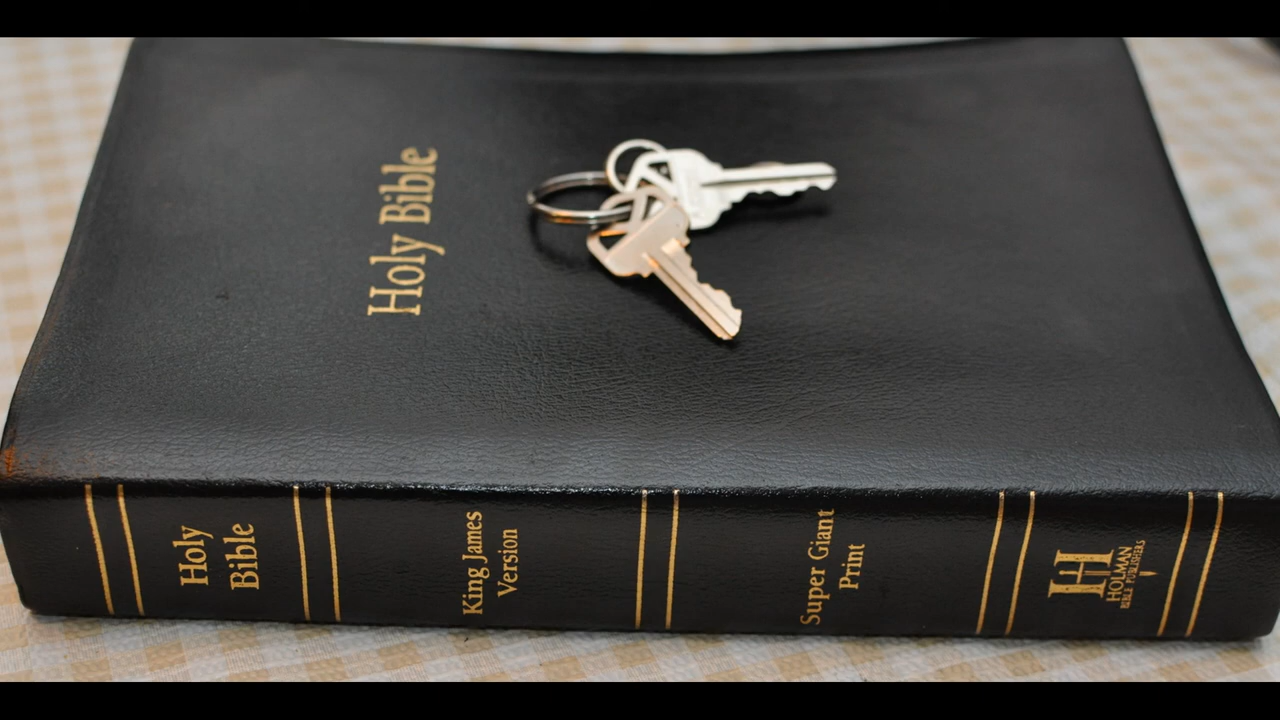 Holy Bible
Holy
Bible
King James
Version
Super Giant
Print
H
HOLMAN
BIBLE PUBLISHERS